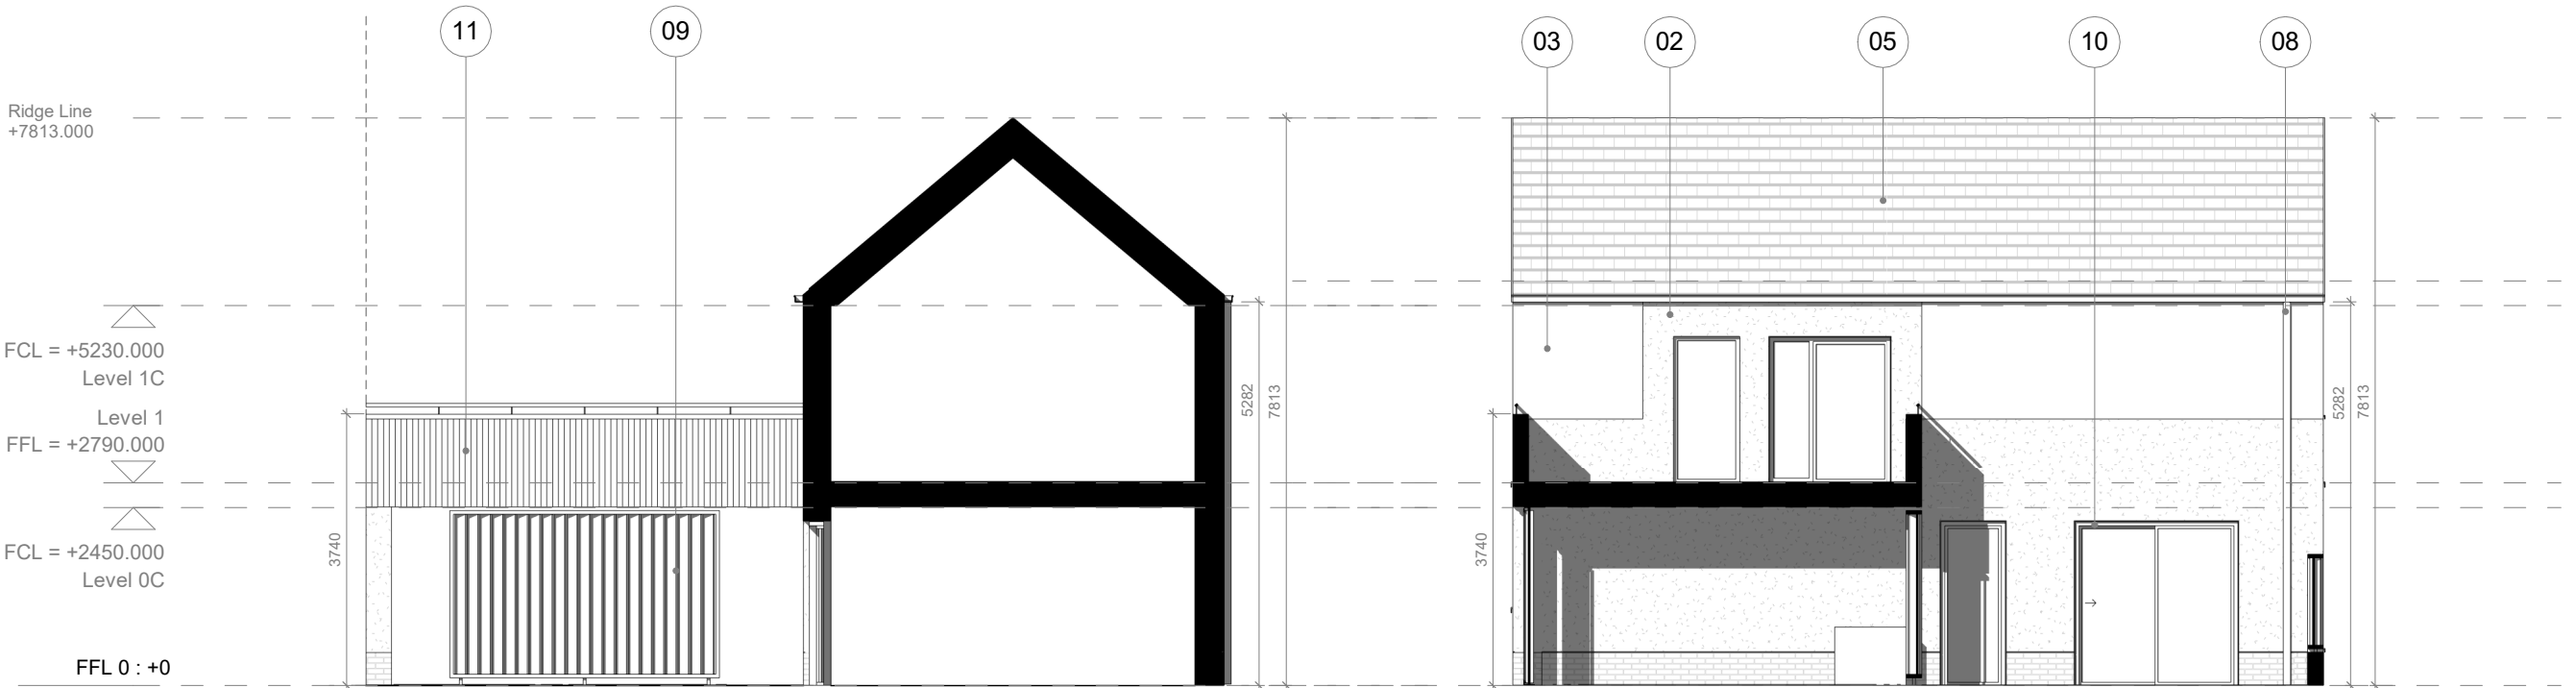 11
09
03
02
05
10
08
Ridge Line
+7813.000
FCL = +5230.000
Level 1C
Level 1
FFL = +2790.000
FCL = +2450.000
Level 0C
FFL 0 : +0
3740
5282
7813
3740
5282
7813